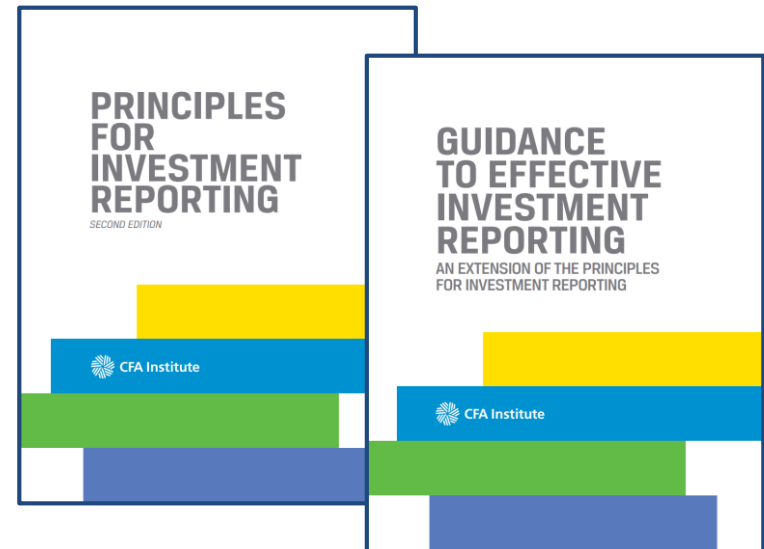 PRINCIPLES
FOR
INVESTMENT
REPORTING
SECOND EDITION
CFA Institute
GUIDANCE
TO EFFECTIVE
INVESTMENT
REPORTING
AN EXTENSION OF THE PRINCIPLES
FOR INVESTMENT REPORTING
CFA Institute